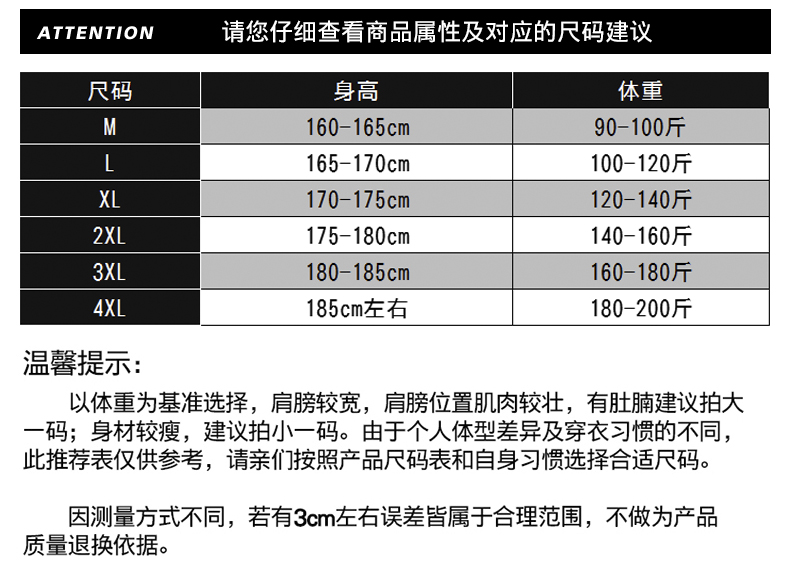 ATTENTION 请您仔细查看商品属性及对应的尺码建议
尺码 身高 体重
M 160-165cm 90-100斤
L 165-170cm 100-120斤
XL 170-175cm 120-140斤
2XL 175-180cm 140-160斤
3XL 180-185cm 160-180斤
4XL 185cm左右 180-200斤
温馨提示:
以体重为基准选择，肩膀较宽，肩膀位置肌肉较壮，有肚腩建议拍大
一码；身材较瘦，建议拍小一码。由于个人体型差异及穿衣习惯的不同，
此推荐表仅供参考，请亲们按照产品尺码表和自身习惯选择合适尺码。
因测量方式不同，若有3cm左右误差皆属于合理范围，不做为产品
质量退换依据。